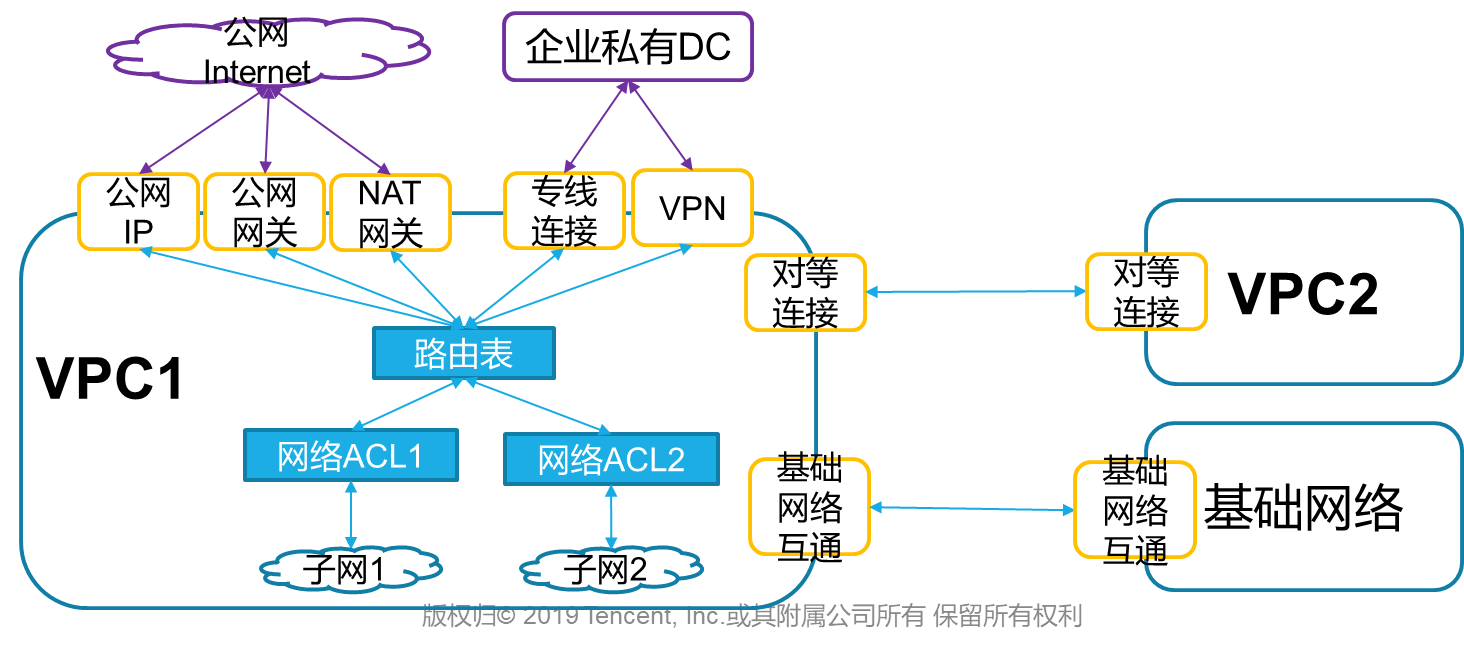 公网
Internet
企业私有DC
公网
IP
公网
网关
NAT
网关
专线
连接
VPN
对等
连接
对等
连接
VPC2
路由表
VPC1
网络ACL1
网络ACL2
基础
网络
互通
基础
网络
互通
基础网络
子网1
子网2
版权归© 2019 Tencent, Inc.或其附属公司所有 保留所有权利